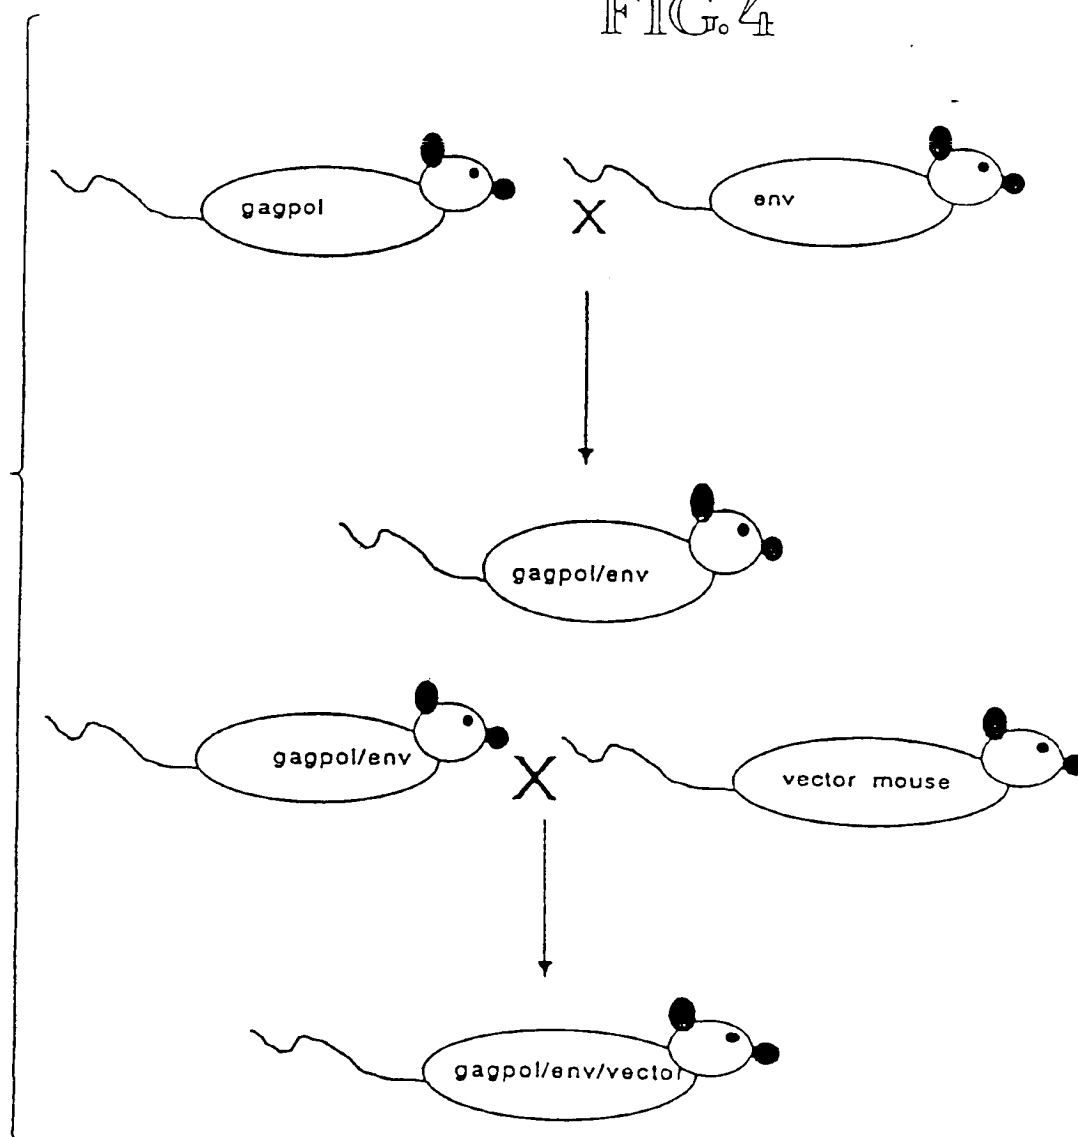 FIG. 4
gagpol
X
env
gagpol/env
gagpol/env
X
vector mouse
gagpol/env/vector